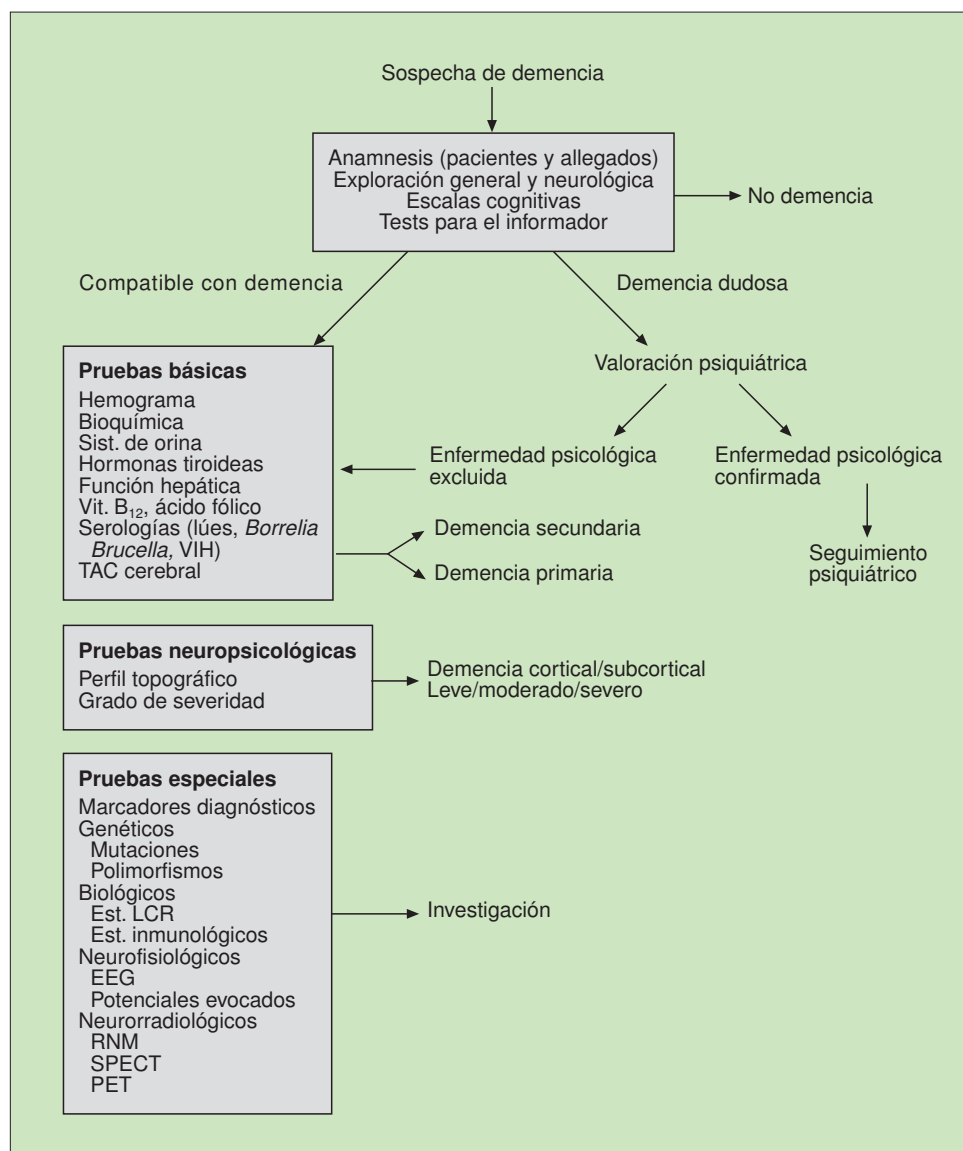 Sospecha de demencia
Anamnesis (pacientes y allegados)
Exploración general y neurológica
Escalas cognitivas
Tests para el informador
No demencia
Compatible con demencia
Demencia dudosa
Pruebas básicas
Hemograma
Bioquímica
Sist. de orina
Hormonas tiroideas
Función hepática
Vit. B12, ácido fólico
Serologías (lúes, Borrelia
Brucella, VIH)
TAC cerebral
Valoración psiquiátrica
Enfermedad psicológica
excluida
Enfermedad psicológica
confirmada
Demencia secundaria
Demencia primaria
Seguimiento
psiquiátrico
Pruebas neuropsicológicas
Perfil topográfico
Grado de severidad
Demencia cortical/subcortical
Leve/moderado/severo
Pruebas especiales
Marcadores diagnósticos
Genéticos
Mutaciones
Polimorfismos
Biológicos
Est. LCR
Est. inmunológicos
Neurofisiológicos
EEG
Potenciales evocados
Neurorradiológicos
RNM
SPECT
PET
Investigación